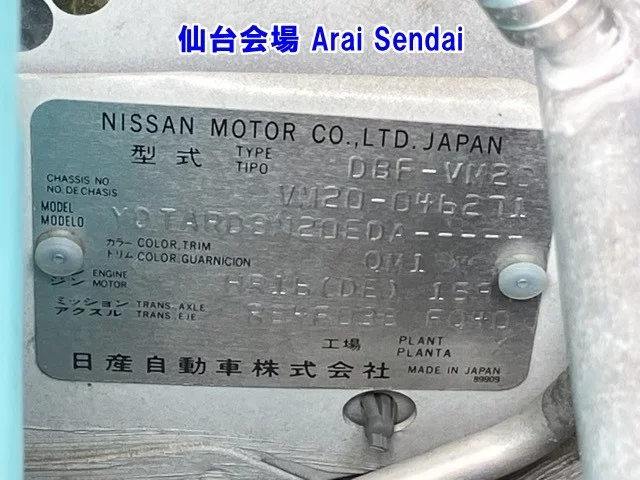 仙台会場 Arai Sendai
NISSAN MOTOR CO.,LTD. JAPAN
型式 TYPE TIPO DBF-VM20
CHASSIS NO. NO. DE CHASIS VM20-046271
MODEL MODELO
カラー COLOR,TRIM
トリム COLOR,GUARNICION QM1
ENGINE MOTOR HR16(DE)
ミッション TRANS., AXLE
アクスル TRANS., EJE
工場 PLANT PLANTA
日産自動車株式会社 MADE IN JAPAN
89909